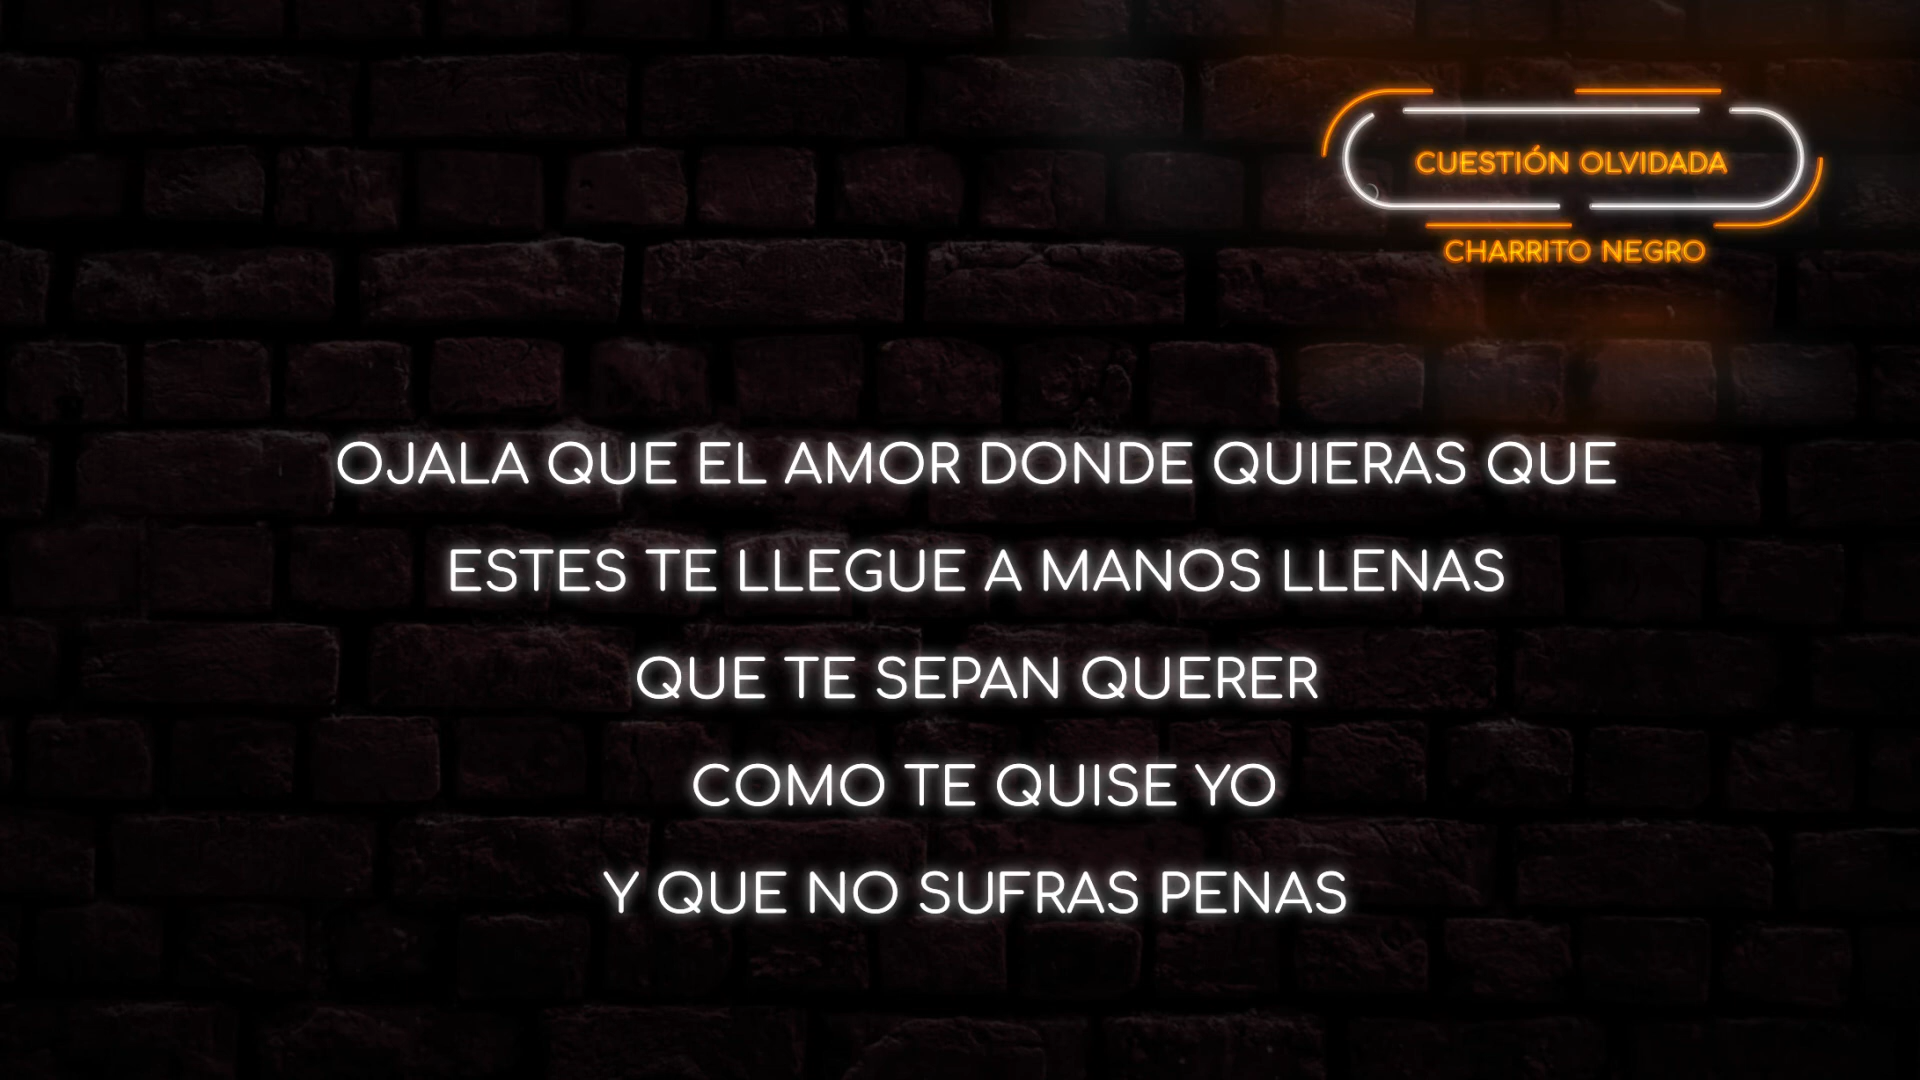 CUESTIÓN OLVIDADA
CHARRITO NEGRO
OJALA QUE EL AMOR DONDE QUIERAS QUE
ESTES TE LLEGUE A MANOS LLENAS
QUE TE SEPAN QUERER
COMO TE QUISE YO
Y QUE NO SUFRAS PENAS